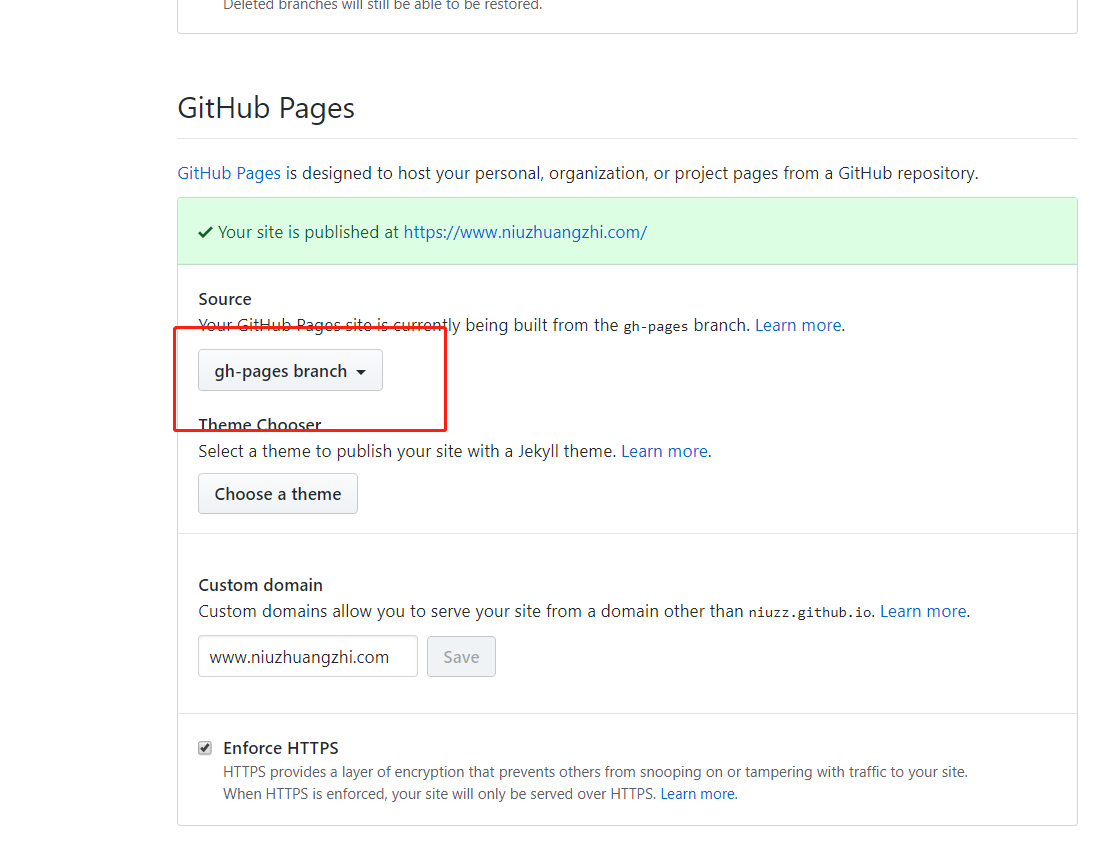 Deleted branches will still be able to be restored.
GitHub Pages
GitHub Pages is designed to host your personal, organization, or project pages from a GitHub repository.
Your site is published at https://www.niuzhuangzhi.com/
Source
Your GitHub Pages site is currently being built from the gh-pages branch. Learn more.
gh-pages branch
Theme Chooser
Select a theme to publish your site with a Jekyll theme. Learn more.
Choose a theme
Custom domain
Custom domains allow you to serve your site from a domain other than niuzz.github.io. Learn more.
www.niuzhuangzhi.com Save
Enforce HTTPS
HTTPS provides a layer of encryption that prevents others from snooping on or tampering with traffic to your site.
When HTTPS is enforced, your site will only be served over HTTPS. Learn more.